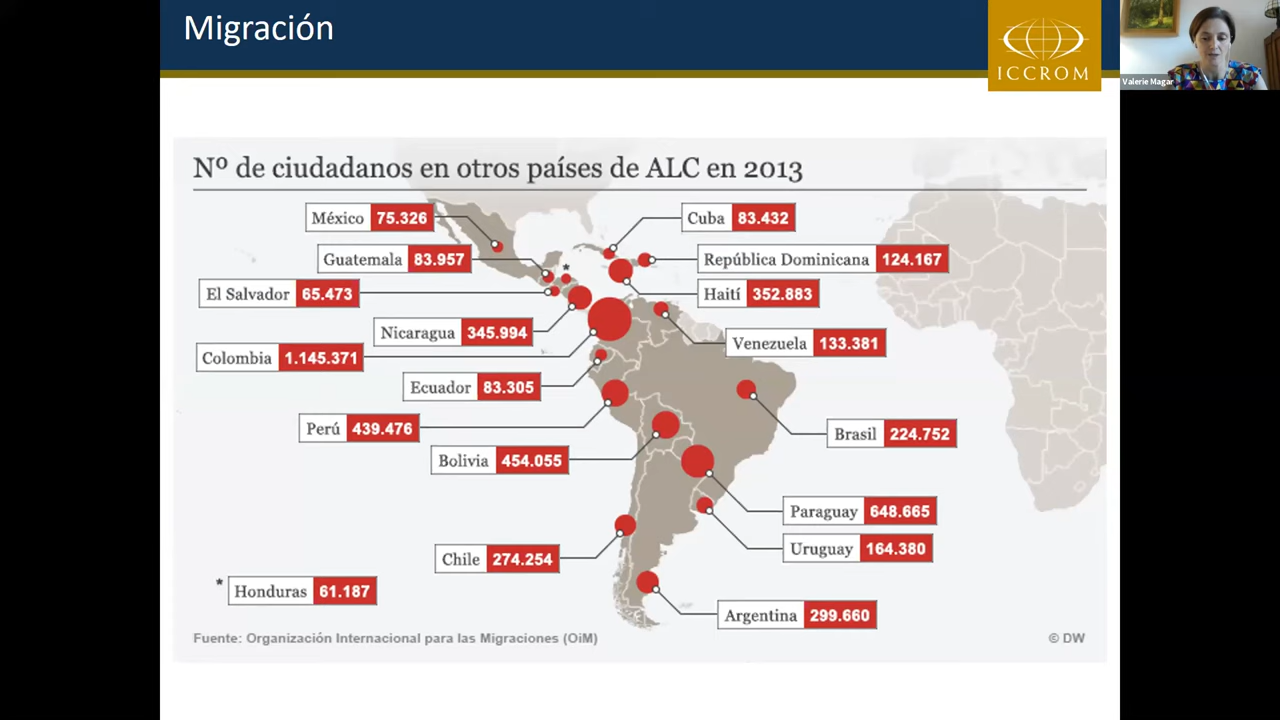 Migración
ICCROM
Valerie Magar
Nº de ciudadanos en otros países de ALC en 2013
México 75.326
Cuba 83.432
Guatemala 83.957
*
República Dominicana 124.167
El Salvador 65.473
Haití 352.883
Nicaragua 345.994
Venezuela 133.381
Colombia 1.145.371
Ecuador 83.305
Perú 439.476
Brasil 224.752
Bolivia 454.055
Paraguay 648.665
Uruguay 164.380
Chile 274.254
* Honduras 61.187
Argentina 299.660
Fuente: Organización Internacional para las Migraciones (OiM)
© DW